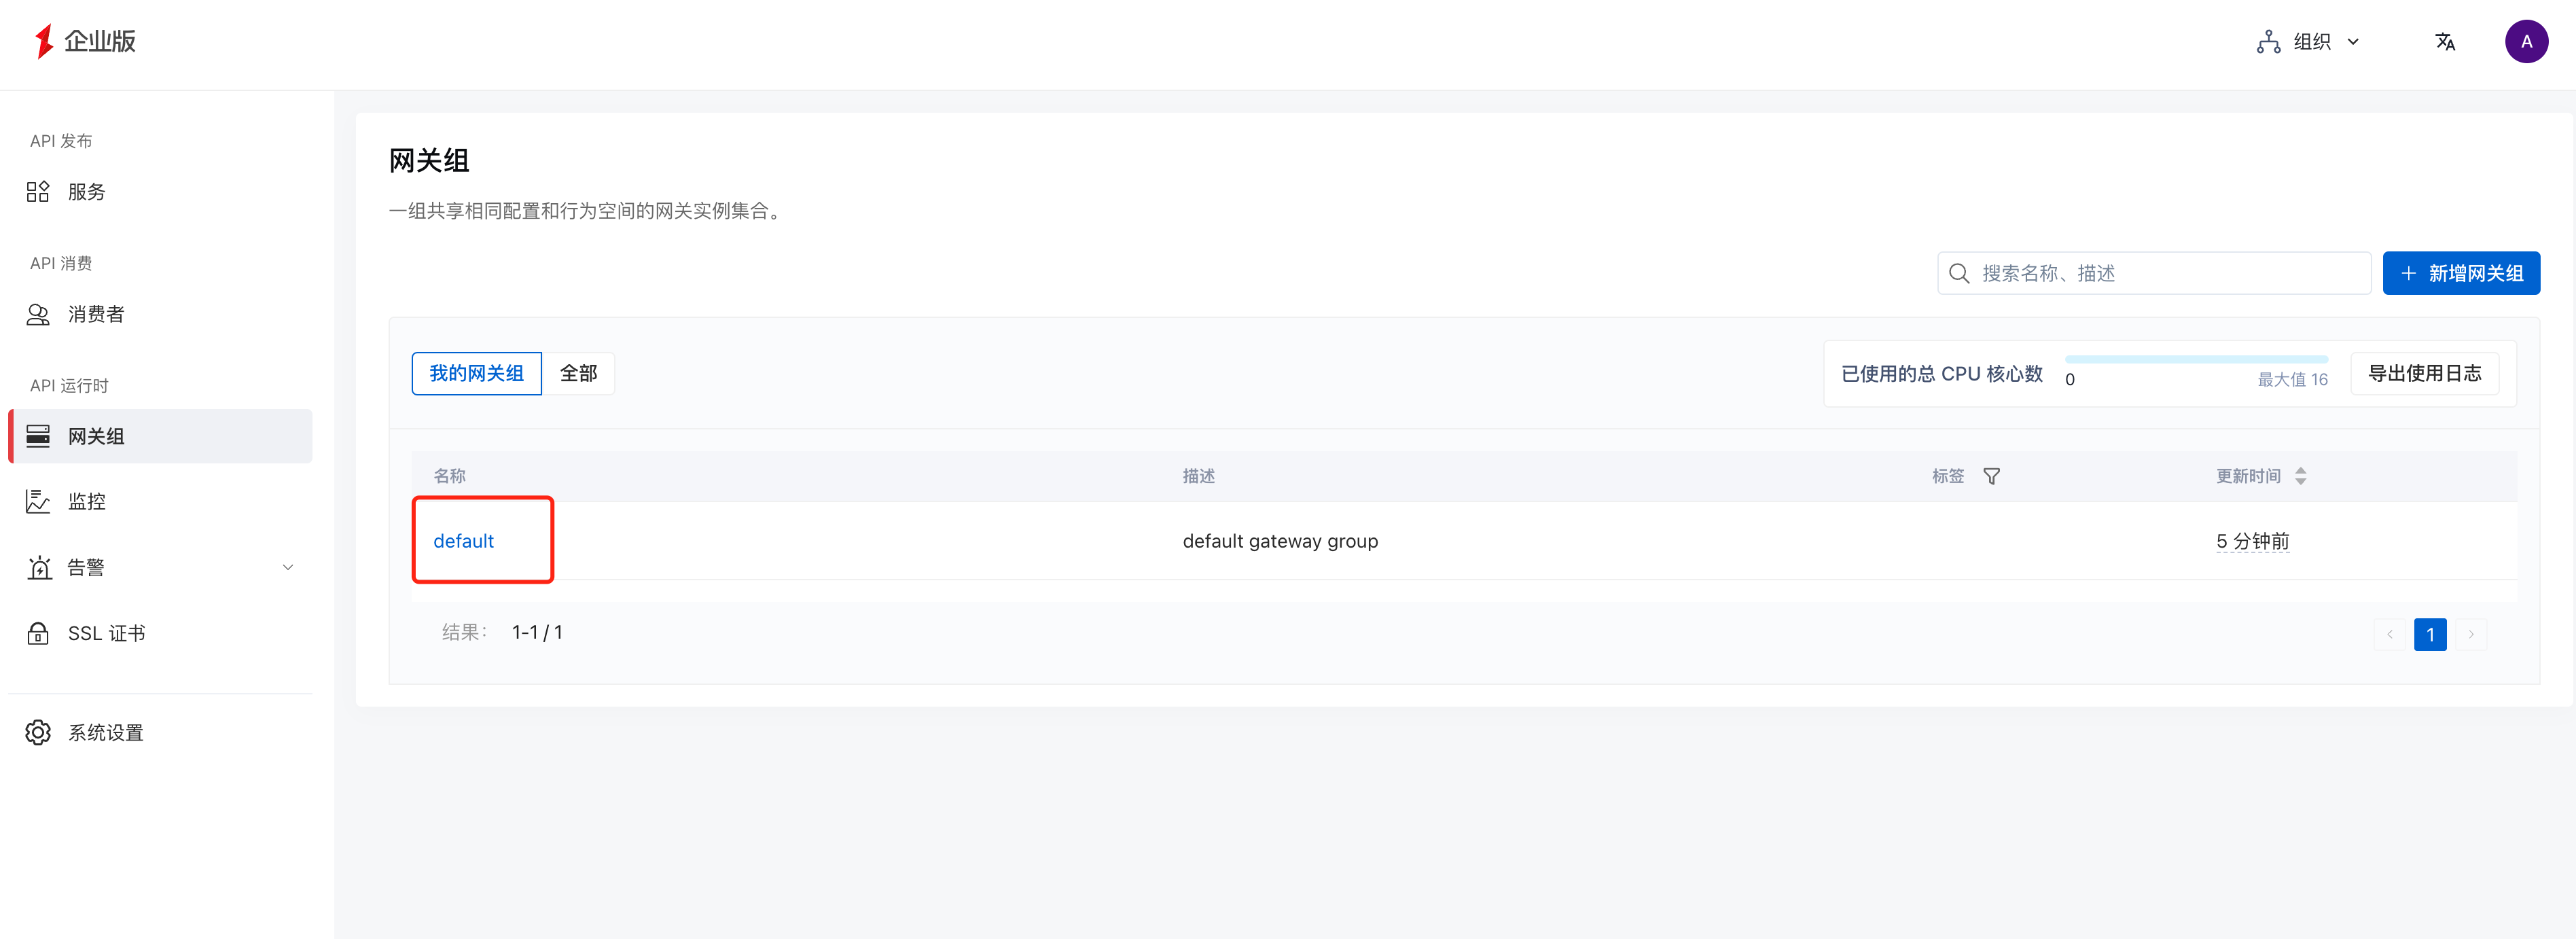 企业版
组织
A
API 发布
服务
API 消费
消费者
API 运行时
网关组
监控
告警
SSL 证书
系统设置
网关组
一组共享相同配置和行为空间的网关实例集合。
搜索名称、描述
新增网关组
我的网关组 全部
已使用的总 CPU 核心数
0
最大值 16
导出使用日志
名称 描述 标签 更新时间
default default gateway group 5 分钟前
结果： 1-1 / 1
1